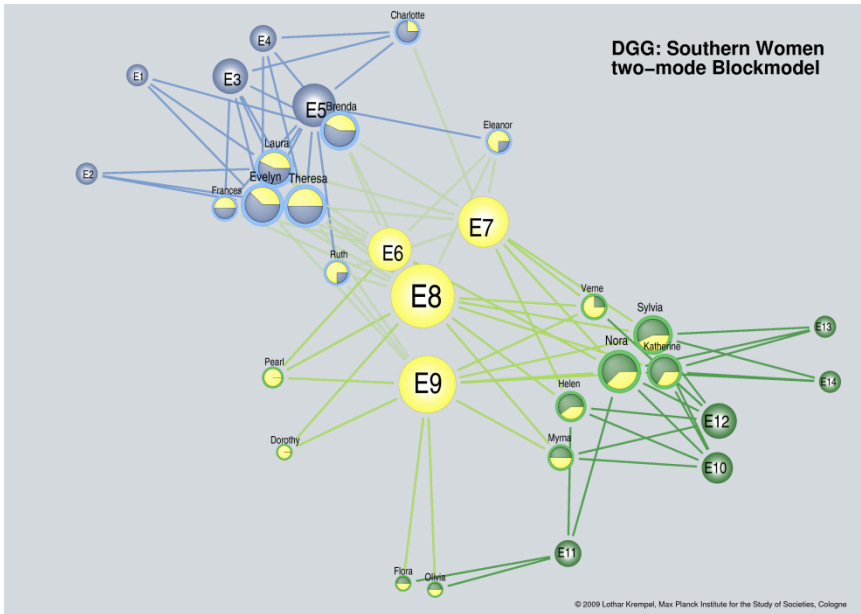 Charlotte
E4
DGG: Southern Women
two-mode Blockmodel
E1
E3
E5
Brenda
Eleanor
Laura
E2
Evelyn
Theresa
Frances
E7
E6
Ruth
E8
Verne
Sylvia
E13
Nora
Katherine
Pearl
E9
E14
Helen
E12
Dorothy
Myrna
E10
E11
Flora
Olivia
© 2009 Lothar Krempel, Max Planck Institute for the Study of Societies, Cologne